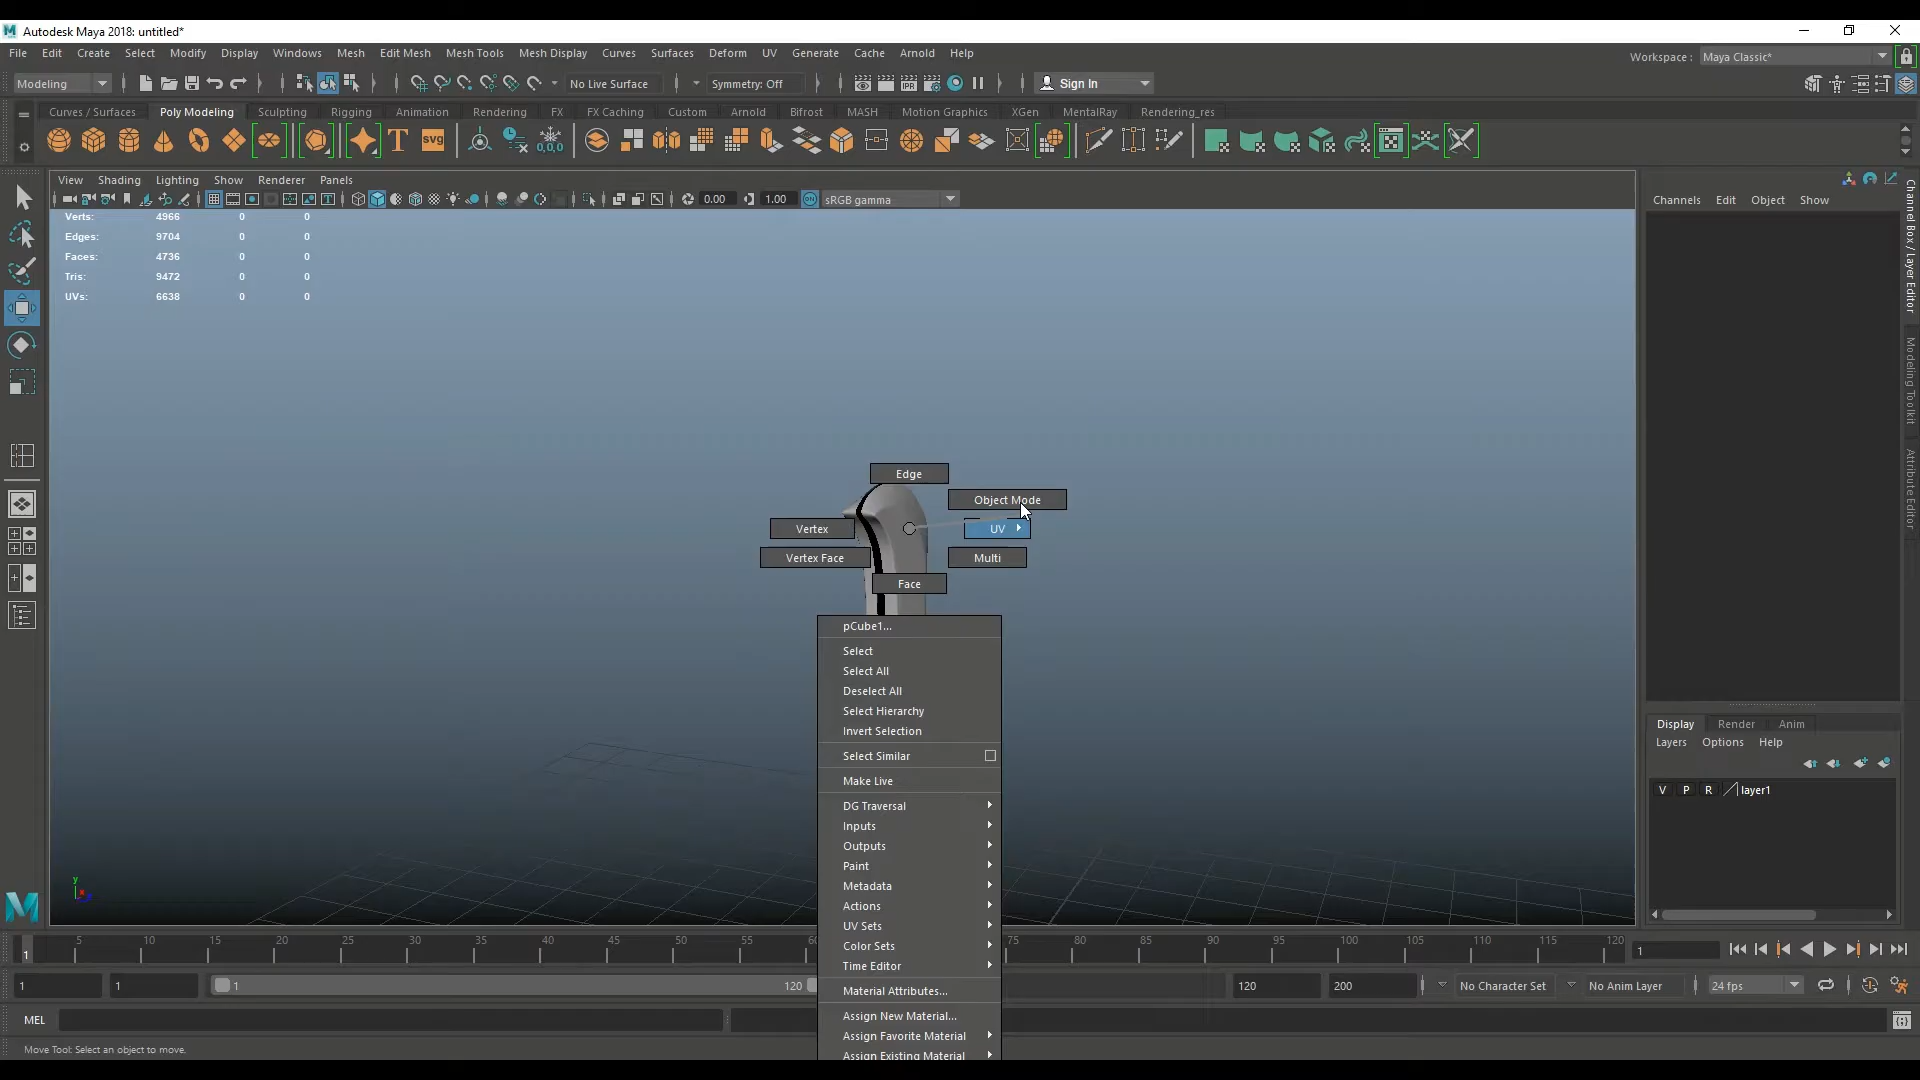 Autodesk Maya 2018: untitled*
File Edit Create Select Modify Display Windows Mesh Edit Mesh Mesh Tools Mesh Display Curves Surfaces Deform UV Generate Cache Arnold Help
Workspace : Maya Classic*
Modeling No Live Surface Symmetry: Off Sign In
Curves / Surfaces Poly Modeling Sculpting Rigging Animation Rendering FX FX Caching Custom Arnold Bifrost MASH Motion Graphics XGen MentalRay Rendering_res
View Shading Lighting Show Renderer Panels
0.00 1.00 sRGB gamma
Channels Edit Object Show
Verts: 4966 0 0
Edges: 9704 0 0
Faces: 4736 0 0
Tris: 9472 0 0
UVs: 6638 0 0
Channel Box / Layer Editor
Modeling Toolkit
Attribute Editor
Edge
Object Mode
Vertex
UV
Vertex Face
Multi
Face
pCube1...
Select
Select All
Deselect All
Select Hierarchy
Invert Selection
Select Similar
Make Live
DG Traversal
Inputs
Outputs
Paint
Metadata
Actions
UV Sets
Color Sets
Time Editor
Material Attributes...
Assign New Material...
Assign Favorite Material
Assign Existing Material
Display Render Anim
Layers Options Help
V P R layer1
y
1 5 10 15 20 25 30 35 40 45 50 55 75 80 85 90 95 100 105 110 115 120 1
1 1 1 120 120 200 No Character Set No Anim Layer 24 fps
MEL
Move Tool: Select an object to move.